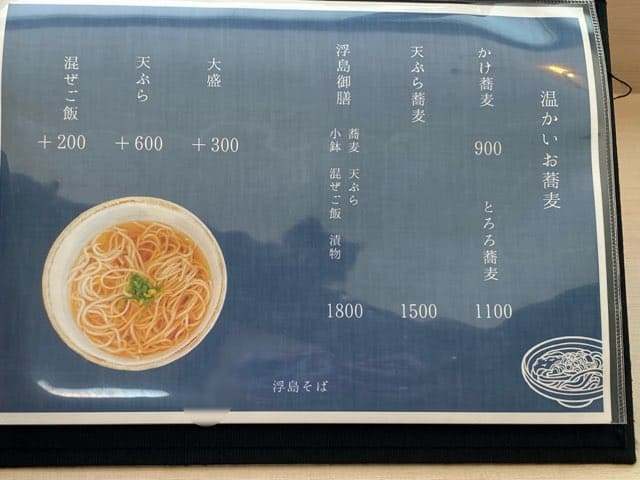 温かいお蕎麦
かけ蕎麦
900
とろろ蕎麦
1100
天ぷら蕎麦
1500
浮島御膳
蕎麦 天ぷら
小鉢 混ぜご飯 漬物
1800
大盛
+300
天ぷら
+600
混ぜご飯
+200
浮島そば